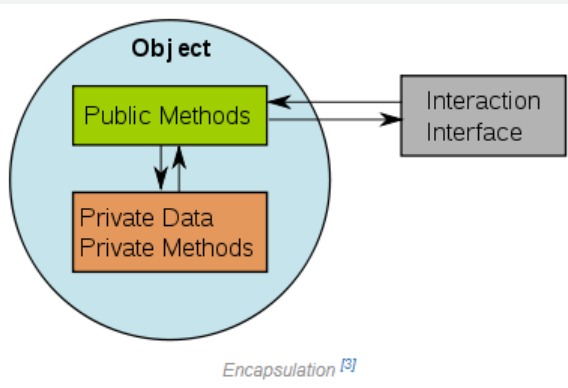 Object
Public Methods
Interaction
Interface
Private Data
Private Methods
Encapsulation [3]